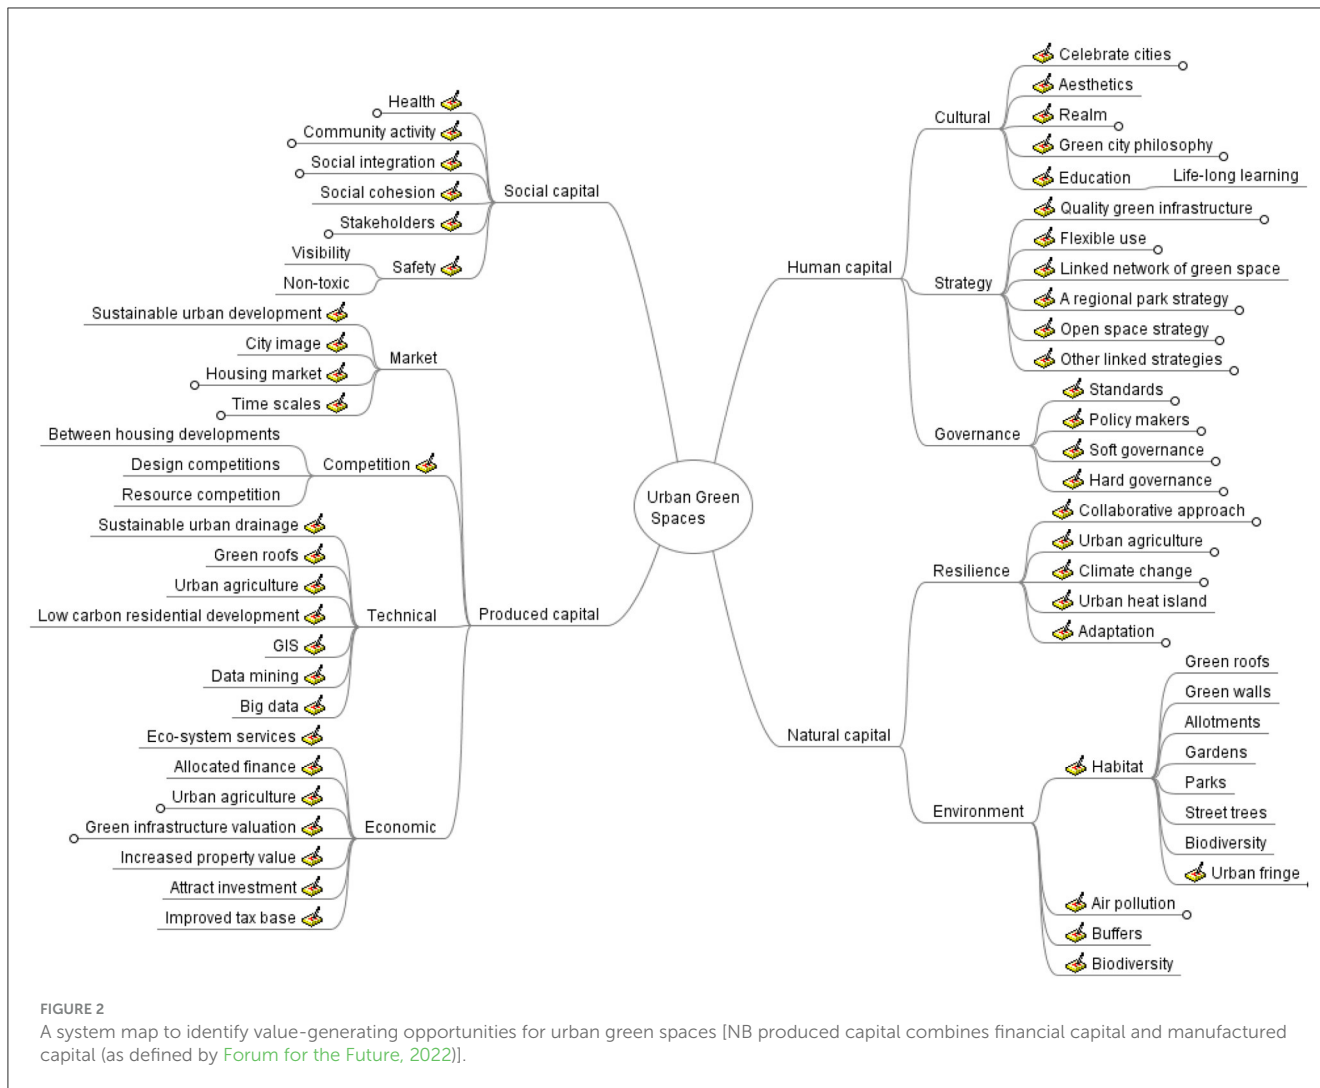 Health
Community activity
Social integration
Social cohesion
Stakeholders
Visibility
Non-toxic
Safety
Social capital
Sustainable urban development
City image
Housing market
Time scales
Market
Between housing developments
Design competitions
Resource competition
Competition
Sustainable urban drainage
Green roofs
Urban agriculture
Low carbon residential development
GIS
Data mining
Big data
Technical
Produced capital
Eco-system services
Allocated finance
Urban agriculture
Green infrastructure valuation
Increased property value
Attract investment
Improved tax base
Economic
Urban Green
Spaces
Human capital
Cultural
Celebrate cities
Aesthetics
Realm
Green city philosophy
Education
Life-long learning
Strategy
Quality green infrastructure
Flexible use
Linked network of green space
A regional park strategy
Open space strategy
Other linked strategies
Governance
Standards
Policy makers
Soft governance
Hard governance
Natural capital
Resilience
Collaborative approach
Urban agriculture
Climate change
Urban heat island
Adaptation
Environment
Habitat
Green roofs
Green walls
Allotments
Gardens
Parks
Street trees
Biodiversity
Urban fringe
Air pollution
Buffers
Biodiversity
FIGURE 2
A system map to identify value-generating opportunities for urban green spaces [NB produced capital combines financial capital and manufactured
capital (as defined by Forum for the Future, 2022)].